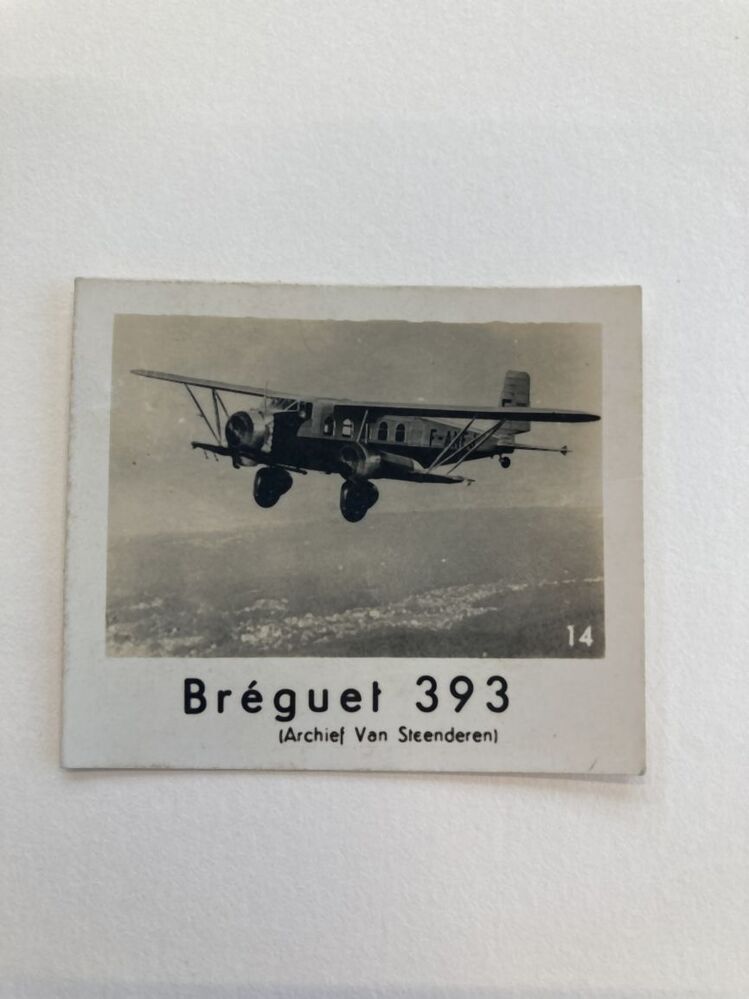 14
Bréguet 393
(Archief Van Steenderen)